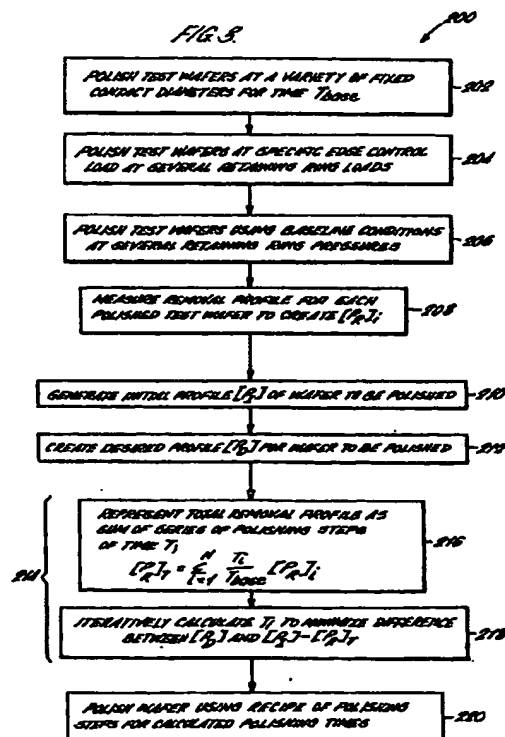 FIG. 3.
200
POLISH TEST WAFERS AT A VARIETY OF FIXED
CONTACT DIAMETERS FOR TIME Tbase
202
POLISH TEST WAFERS AT SPECIFIC EDGE CONTROL
LOAD AT SEVERAL RETAINING RING LOADS
204
POLISH TEST WAFERS USING BASELINE CONDITIONS
AT SEVERAL RETAINING RING PRESSURES
206
MEASURE REMOVAL PROFILE FOR EACH
POLISHED TEST WAFER TO CREATE [PR]i
208
GENERATE INITIAL PROFILE [PI] OF WAFER TO BE POLISHED
210
CREATE DESIRED PROFILE [PD] FOR WAFER TO BE POLISHED
212
214
REPRESENT TOTAL REMOVAL PROFILE AS
SUM OF SERIES OF POLISHING STEPS
OF TIME Ti
[PR]T = Σ N i=1 Ti/Tbase [PR]i
216
ITERATIVELY CALCULATE Ti TO MINIMIZE DIFFERENCE
BETWEEN [PD] AND [PI]-[PR]T
218
POLISH WAFER USING RECIPE OF POLISHING
STEPS FOR CALCULATED POLISHING TIMES
220